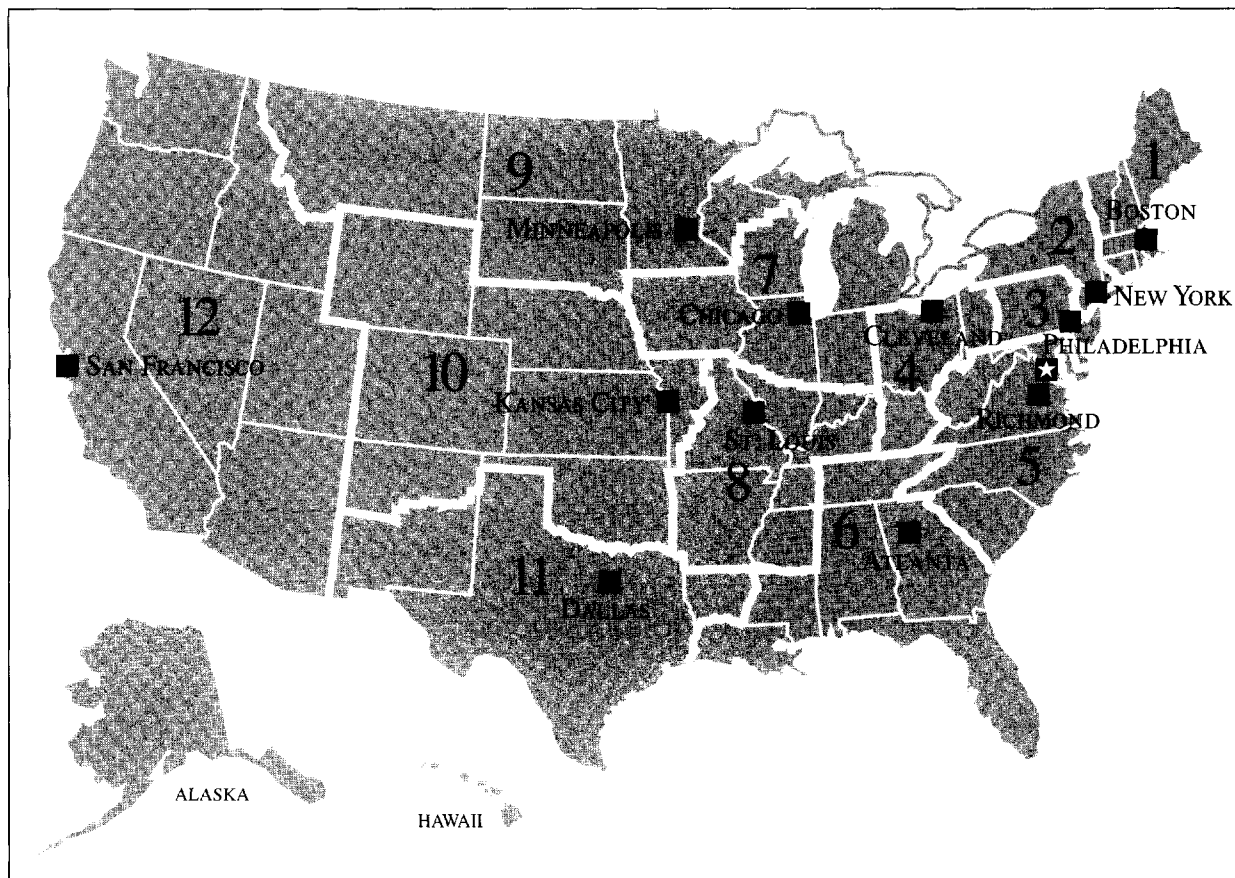 1
9
BOSTON
2
MINNEAPOLIS
7
NEW YORK
12
CHICAGO
3
CLEVELAND
PHILADELPHIA
SAN FRANCISCO
10
4
KANSAS CITY
RICHMOND
ST. LOUIS
5
8
6
ATLANTA
11
DALLAS
ALASKA
HAWAII